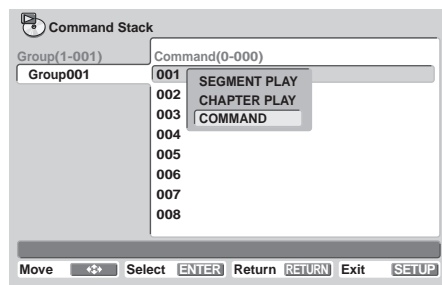 Command Stack
Group(1-001)
Command(0-000)
Group001
001
SEGMENT PLAY
CHAPTER PLAY
COMMAND
002
003
004
005
006
007
008
Move Select ENTER Return RETURN Exit SETUP